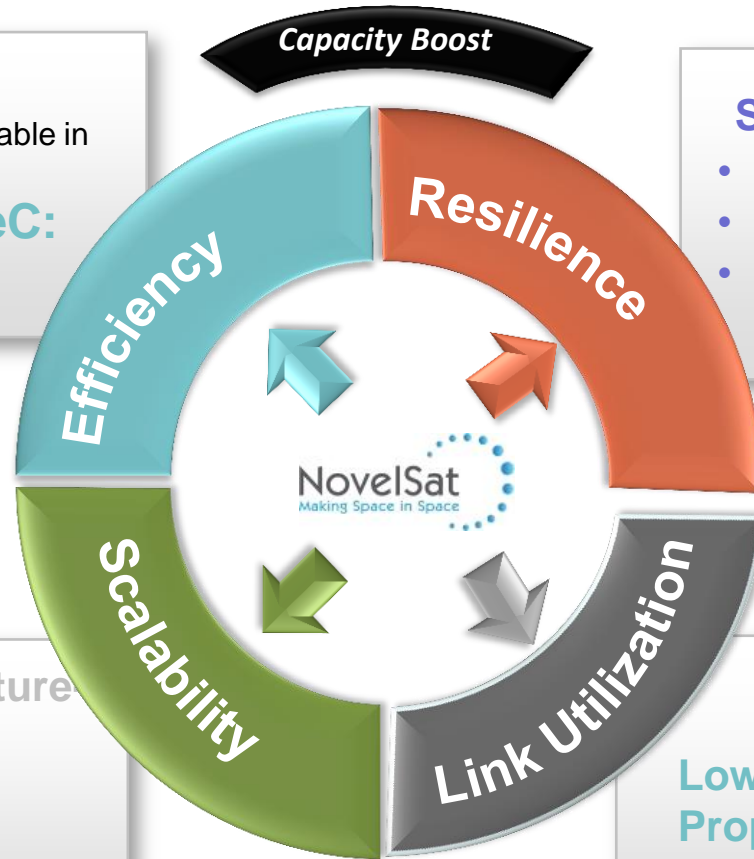 Capacity Boost
able in
eC:
S
Efficiency
Resilience
NovelSat
Making Space in Space
Scalability
Link Utilization
ture-
Low
Prop